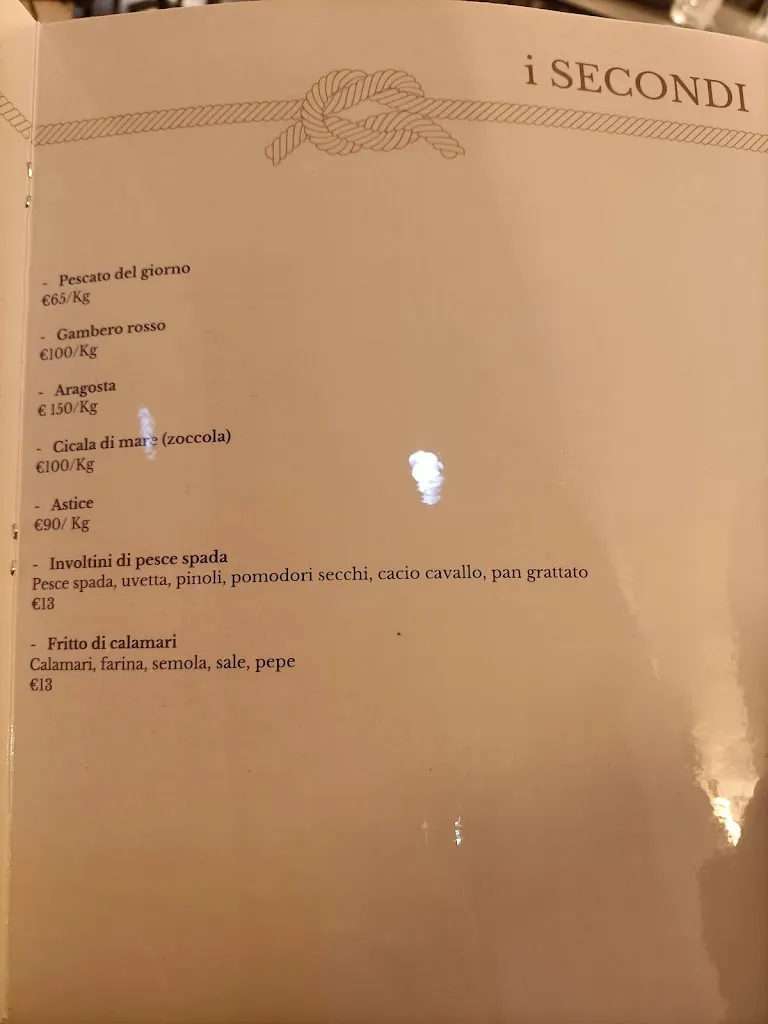 i SECONDI
- Pescato del giorno
€65/Kg
- Gambero rosso
€100/Kg
- Aragosta
€ 150/Kg
- Cicala di mare (zoccola)
€100/Kg
- Astice
€90/ Kg
- Involtini di pesce spada
Pesce spada, uvetta, pinoli, pomodori secchi, cacio cavallo, pan grattato
€13
- Fritto di calamari
Calamari, farina, semola, sale, pepe
€13